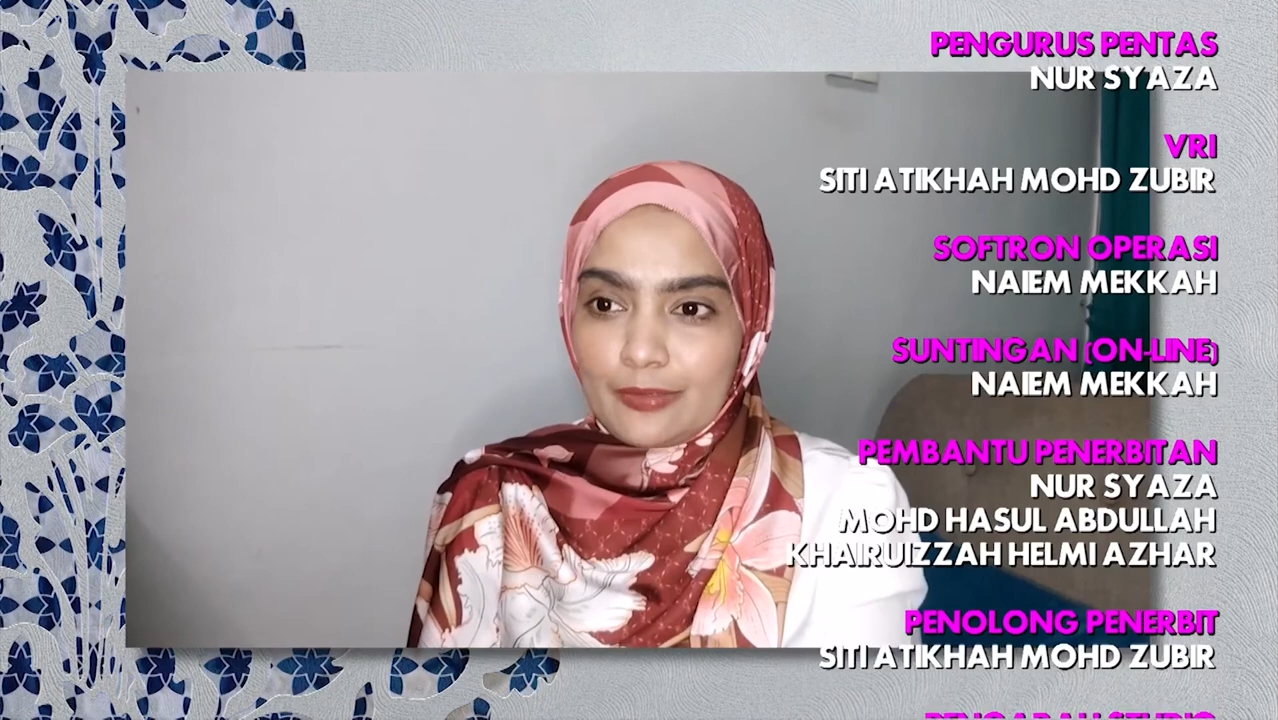 PENGURUS PENTAS
NUR SYAZA
VRI
SITI ATIKHAH MOHD ZUBIR
SOFTRON OPERASI
NAIEM MEKKAH
SUNTINGAN (ON-LINE)
NAIEM MEKKAH
PEMBANTU PENERBITAN
NUR SYAZA
MOHD HASUL ABDULLAH
KHAIRUIZZAH HELMI AZHAR
PENOLONG PENERBIT
SITI ATIKHAH MOHD ZUBIR